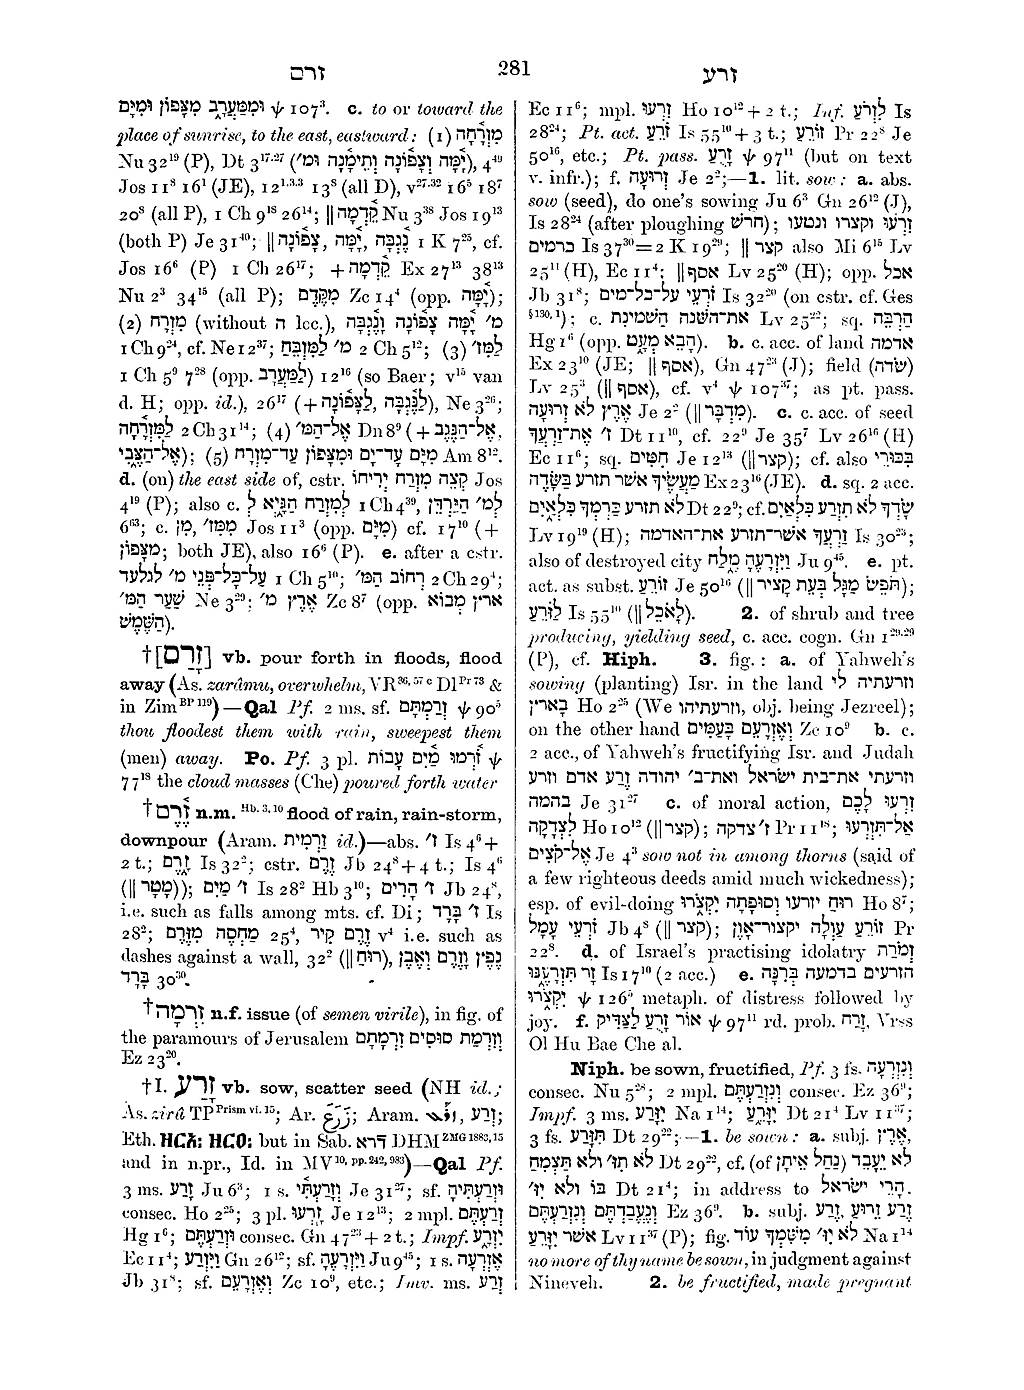 זרם
281
זרע
וּמִמַּעֲרָב מִצָּפוֹן וּמִיָּם ψ 107³. c. to or toward the
place of sunrise, to the east, eastward: (1) מִזְרָ֫חָה
Nu 32¹⁹ (P), Dt 3¹⁷·²⁷ (יָ֫מָּה וְצָפ֫וֹנָה וְתֵימָ֫נָה וּמ׳), 4⁴⁹
Jos 11⁸ 16¹ (JE), 12¹·³·³ 13⁸ (all D), v²⁷·³² 16⁵ 18⁷
20⁸ (all P), 1 Ch 9¹⁸ 26¹⁴; ‖ קֵ֫דְמָה Nu 3³⁸ Jos 19¹³
(both P) Je 31⁴⁰; ‖ נֶ֫גְבָּה, יָ֫מָּה, צָפ֫וֹנָה 1 K 7²⁵, cf.
Jos 16⁶ (P) 1 Ch 26¹⁷; + קֵ֫דְמָה Ex 27¹³ 38¹³
Nu 2³ 34¹⁵ (all P); מִקֶּדֶם Zc 14⁴ (opp. יָ֫מָּה);
(2) מִזְרָח (without ה lcc.), מ׳ יָ֫מָּה צָפ֫וֹנָה וָנֶ֫גְבָּה
1 Ch 9²⁴, cf. Ne 12³⁷; מ׳ לַמִּזְבֵּחַ 2 Ch 5¹²; (3) לַמִּז׳
1 Ch 5⁹ 7²⁸ (opp. לַמַּעֲרָב) 12¹⁶ (so Baer; v¹⁵ van
d. H; opp. id.), 26¹⁷ (+ לַנֶּ֫גְבָּה, לַצָּפ֫וֹנָה), Ne 3²⁶;
לַמִּזְרָ֫חָה 2 Ch 31¹⁴; (4) אֶל־הַמּ׳ Dn 8⁹ (+ אֶל־הַנֶּגֶב,
אֶל־הַצֶּ֫בִי); (5) מִיָּם עַד־יָם וּמִצָּפוֹן עַד־מִזְרָח Am 8¹².
d. (on) the east side of, cstr. קְצֵה מִזְרַח יְרִיחוֹ Jos
4¹⁹ (P); also c. לְ, לְמִזְרַח הַגַּיְא 1 Ch 4³⁹, לְמ׳ הַיַּרְדֵּן
6⁶³; c. מִן, מִמִּז׳ Jos 11³ (opp. מִיָּם) cf. 17¹⁰ (+
מִצָּפוֹן; both JE), also 16⁶ (P). e. after a cstr.
עַל־כָּל־פְּנֵי מ׳ לגלעד 1 Ch 5¹⁰; רְחוֹב הַמּ׳ 2 Ch 29⁴;
שַׁעַר הַמּ׳ Ne 3²⁹; אֶרֶץ מ׳ Zc 8⁷ (opp. ארץ מְבוֹא
הַשֶּׁמֶשׁ).
†[זָרַם] vb. pour forth in floods, flood
away (As. zarâmu, overwhelm, VR³⁶, ⁵⁷ ᶜ Dl ᴾʳ ⁷³ &
in Zim ᴮᴾ ¹¹⁹)—Qal Pf. 2 ms. sf. זְרַמְתָּם ψ 90⁵
thou floodest them with rain, sweepest them
(men) away. Po. Pf. 3 pl. זֹ֫רְמוּ מַ֫יִם עָבוֹת ψ
77¹⁸ the cloud masses (Che) poured forth water
†זֶ֫רֶם n.m. Hb. 3, 10 flood of rain, rain-storm,
downpour (Aram. זַרְמִית id.)—abs. ז׳ Is 4⁶+
2 t.; זָ֑רֶם Is 32²; cstr. זֶרֶם Jb 24⁸+4 t.; Is 4⁶
(‖ מָטָר)); ז׳ מַיִם Is 28² Hb 3¹⁰; ז׳ הָרִים Jb 24⁸,
i.e. such as falls among mts. cf. Di; ז׳ בָּרָד Is
28²; מַחְסֶה מִזֶּרֶם 25⁴, זֶרֶם קִיר v⁴ i.e. such as
dashes against a wall, 32² (‖ רוּחַ), נֶפֶץ וָזֶרֶם וְאֶבֶן
בָּרָד 30³⁰.
†זִרְמָה n.f. issue (of semen virile), in fig. of
the paramours of Jerusalem וְזִרְמַת סוּסִים זִרְמָתָם
Ez 23²⁰.
†I. זָרַע vb. sow, scatter seed (NH id.;
As. zirû TP Prism vi. 15; Ar. زَرَعَ; Aram. ܙܪܰܥ, זְרַע;
Eth. ዘርዐ: ዘርአ: but in Sab. דרא DHM ZMG 1883, 15
and in n.pr., Id. in MV 10, pp. 242, 983)—Qal Pf.
3 ms. זָרַע Ju 6³; 1 s. וְזָרַעְתִּ֫י Je 31²⁷; sf. וּזְרַעְתִּיהָ
consec. Ho 2²⁵; 3 pl. זָֽרְעוּ Je 12¹³; 2 mpl. זְרַעְתֶּם
Hg 1⁶; וּזְרַעְתֶּם consec. Gn 47²³+2 t.; Impf. יִזְרָ֑ע
Ec 11⁴; וַיִּזְרַע Gn 26¹²; sf. וַיִּזְרָעֶהָ Ju 9⁴⁵; 1 s. אֶזְרְעָה
Jb 31⁸; sf. וְאֶזְרָעֵם Zc 10⁹, etc.; Imv. ms. זְרַע
Ec 11⁶; mpl. זִרְעוּ Ho 10¹²+2 t.; Inf. לִזְרֹעַ Is
28²⁴; Pt. act. זֹרֵעַ Is 55¹⁰+3 t.; זוֹרֵעַ Pr 22⁸ Je
50¹⁶, etc.; Pt. pass. זָרֻעַ ψ 97¹¹ (but on text
v. infr.); f. זְרוּעָה Je 2²;—1. lit. sow: a. abs.
sow (seed), do one's sowing Ju 6³ Gn 26¹² (J),
Is 28²⁴ (after ploughing חרשׁ); זִרְעוּ וקצרו ונטעו
כרמים Is 37³⁰=2 K 19²⁹; ‖ קצר also Mi 6¹⁵ Lv
25¹¹ (H), Ec 11⁴; ‖ אסף Lv 25²⁰ (H); opp. אכל
Jb 31⁸; זֹרְעֵי עַל־כָּל־מים Is 32²⁰ (on cstr. cf. Ges
§ 130, 1); c. את־השּׁנה השּׁמינת Lv 25²²; sq. הַרְבֵּה
Hg 1⁶ (opp. הָבֵא מְעָט). b. c. acc. of land אדמה
Ex 23¹⁰ (JE; ‖ אסף), Gn 47²³ (J); field (שׂדה)
Lv 25³ (‖ אסף), cf. v⁴ ψ 107³⁷; as pt. pass.
אֶרֶץ לֹא זְרוּעָה Je 2² (‖ מִדְבָּר). c. c. acc. of seed
ז׳ אֶת־זַרְעֲךָ Dt 11¹⁰, cf. 22⁹ Je 35⁷ Lv 26¹⁶ (H)
Ec 11⁶; sq. חִטִּים Je 12¹³ (‖ קצר); cf. also בִּכּוּרֵי
מַעֲשֶׂיךָ אשׁר תזרע בַּשָּׂדֶה Ex 23¹⁶ (JE). d. sq. 2 acc.
לא תזרע כַּרְמְךָ כִּלְאָיִם Dt 22⁹; cf. שָׂדְךָ לא תִזְרַע כִּלְאַיִם
Lv 19¹⁹ (H); זַרְעֲךָ אשׁר־תזרע את־האדמה Is 30²³;
also of destroyed city וַיִּזְרָעֶהָ מֶלַח Ju 9⁴⁵. e. pt.
act. as subst. זוֹרֵעַ Je 50¹⁶ (‖ תֹּפֵשׂ מַגָּל בְּעֵת קָצִיר);
לַזֹּרֵעַ Is 55¹⁰ (‖ לָאֹכֵל). 2. of shrub and tree
producing, yielding seed, c. acc. cogn. Gn 1²⁹·²⁹
(P), cf. Hiph. 3. fig.: a. of Yahweh's
sowing (planting) Isr. in the land וזרעתיה לי
בארץ Ho 2²⁵ (We וזרעתיהו, obj. being Jezreel);
on the other hand וְאֶזְרָעֵם בָּעַמִּים Zc 10⁹ b. c.
2 acc., of Yahweh's fructifying Isr. and Judah
וזרעתי את־בית ישׂראל ואת־ב׳ יהודה זֶרַע אדם וזרע
בהמה Je 31²⁷ c. of moral action, זִרְעוּ לָכֶם
לִצְדָקָה Ho 10¹² (‖ קצר); ז׳ צדקה Pr 11¹⁸; אַל־תִּזְרְעוּ
אֶל־קֹצִים Je 4³ sow not in among thorns (said of
a few righteous deeds amid much wickedness);
esp. of evil-doing רוּחַ יזרעו וְסוּפָתָה יִקְצֹ֑רוּ Ho 8⁷;
זֹרְעֵי עָמָל Jb 4⁸ (‖ קצר); זוֹרֵעַ עַוְלָה יקצור־אָוֶן Pr
22⁸. d. of Israel's practising idolatry זְמֹרַת
זָר תִּזְרָעֶנּוּ Is 17¹⁰ (2 acc.) e. הזרעים בדמעה בְּרִנָּה
יִקְצֹ֑רוּ ψ 126⁵ metaph. of distress followed by
joy. f. אוֹר זָרֻעַ לַצַּדִּיק ψ 97¹¹ rd. prob. זָרַח, Vrss
Ol Hu Bae Che al.
Niph. be sown, fructified, Pf. 3 fs. וְנִזְרְעָה
consec. Nu 5²⁸; 2 mpl. וְנִזְרַעְתֶּם consec. Ez 36⁹;
Impf. 3 ms. יִזָּרַע Na 1¹⁴; יִזָּרֵעַ Dt 21⁴ Lv 11³⁷;
3 fs. תִּזָּרַע Dt 29²²;—1. be sown: a. subj. אֶרֶץ,
לֹא תִז׳ ולא תַצְמִחַ Dt 29²², cf. (of נַחַל אֵיתָן) לֹא יֵעָבֵד
בּוֹ ולא יִזּ׳ Dt 21⁴; in address to הָרֵי ישׂראל.
וְנֶעֱבַדְתֶּם וְנִזְרַעְתֶּם Ez 36⁹. b. subj. זֶרַע, זֶרַע זֵרוּעַ
אשׁר יִזָּרֵעַ Lv 11³⁷ (P); fig. לֹא יִז׳ מִשִּׁמְךָ עוֹד Na 1¹⁴
no more of thy name be sown, in judgment against
Nineveh. 2. be fructified, made pregnant